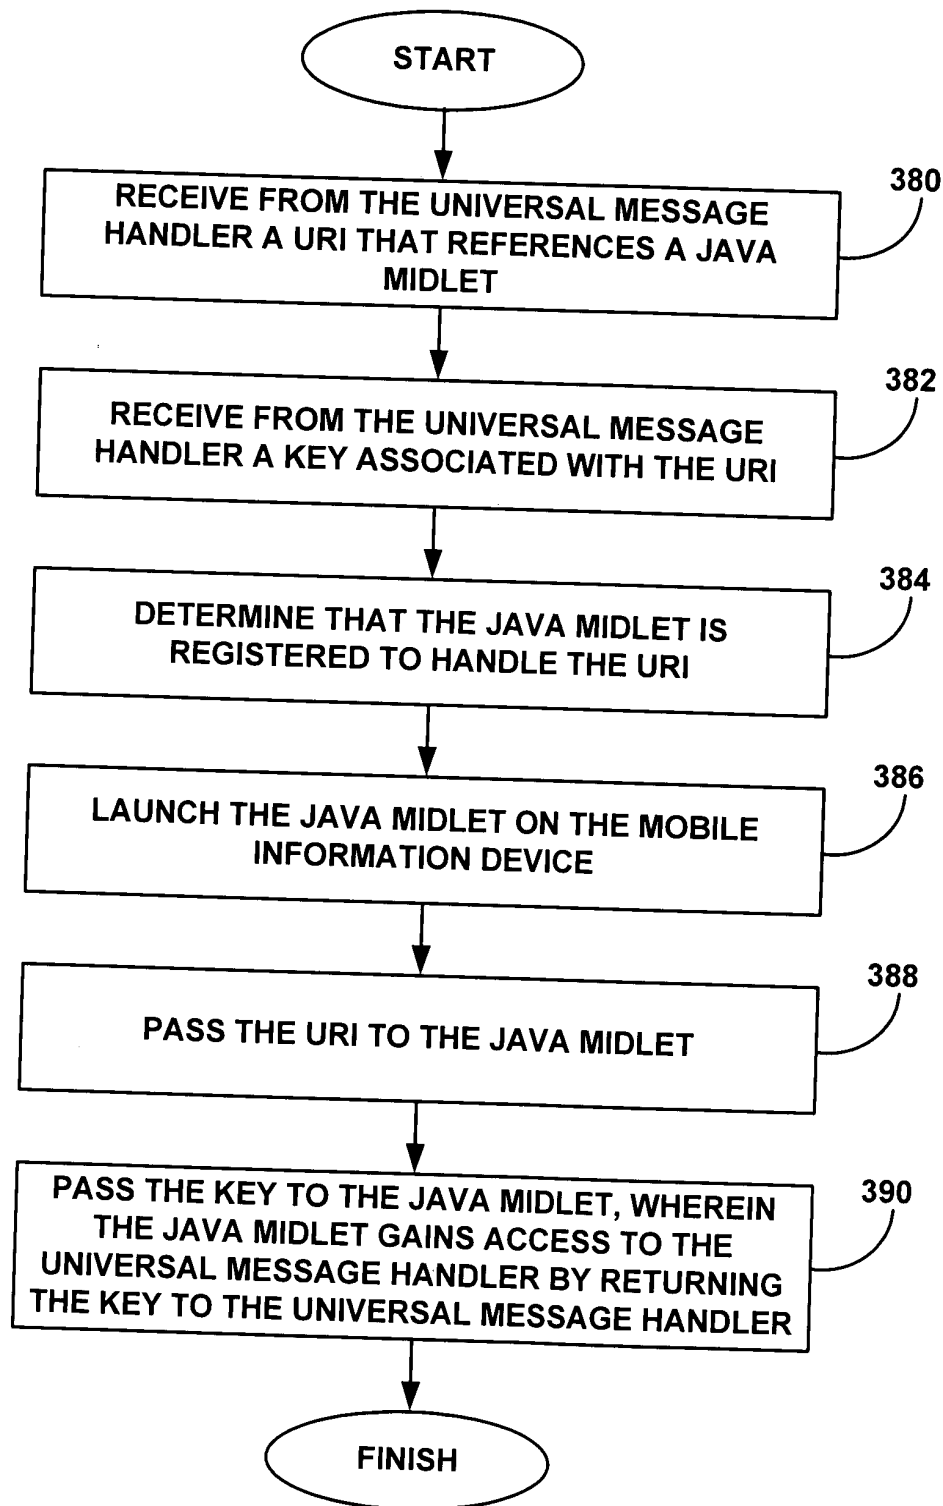 START
RECEIVE FROM THE UNIVERSAL MESSAGE
HANDLER A URI THAT REFERENCES A JAVA
MIDLET
380
RECEIVE FROM THE UNIVERSAL MESSAGE
HANDLER A KEY ASSOCIATED WITH THE URI
382
DETERMINE THAT THE JAVA MIDLET IS
REGISTERED TO HANDLE THE URI
384
LAUNCH THE JAVA MIDLET ON THE MOBILE
INFORMATION DEVICE
386
PASS THE URI TO THE JAVA MIDLET
388
PASS THE KEY TO THE JAVA MIDLET, WHEREIN
THE JAVA MIDLET GAINS ACCESS TO THE
UNIVERSAL MESSAGE HANDLER BY RETURNING
THE KEY TO THE UNIVERSAL MESSAGE HANDLER
390
FINISH